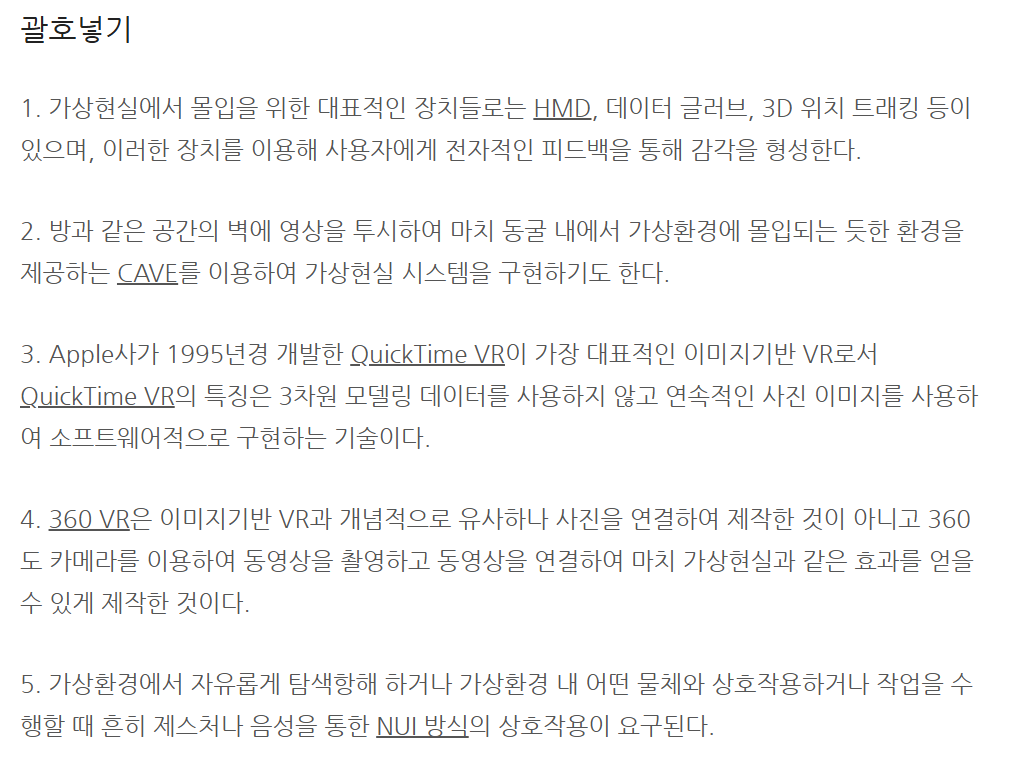 괄호넣기
1. 가상현실에서 몰입을 위한 대표적인 장치들로는 HMD, 데이터 글러브, 3D 위치 트래킹 등이
있으며, 이러한 장치를 이용해 사용자에게 전자적인 피드백을 통해 감각을 형성한다.
2. 방과 같은 공간의 벽에 영상을 투시하여 마치 동굴 내에서 가상환경에 몰입되는 듯한 환경을
제공하는 CAVE를 이용하여 가상현실 시스템을 구현하기도 한다.
3. Apple사가 1995년경 개발한 QuickTime VR이 가장 대표적인 이미지기반 VR로서
QuickTime VR의 특징은 3차원 모델링 데이터를 사용하지 않고 연속적인 사진 이미지를 사용하
여 소프트웨어적으로 구현하는 기술이다.
4. 360 VR은 이미지기반 VR과 개념적으로 유사하나 사진을 연결하여 제작한 것이 아니고 360
도 카메라를 이용하여 동영상을 촬영하고 동영상을 연결하여 마치 가상현실과 같은 효과를 얻을
수 있게 제작한 것이다.
5. 가상환경에서 자유롭게 탐색항해 하거나 가상환경 내 어떤 물체와 상호작용하거나 작업을 수
행할 때 흔히 제스처나 음성을 통한 NUI 방식의 상호작용이 요구된다.